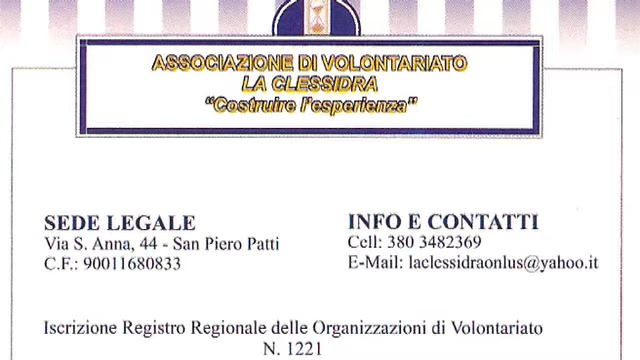 ASSOCIAZIONE DI VOLONTARIATO
LA CLESSIDRA
“Costruire l'esperienza”
SEDE LEGALE
Via S. Anna, 44 - San Piero Patti
C.F.: 90011680833
INFO E CONTATTI
Cell: 380 3482369
E-Mail: laclessidraonlus@yahoo.it
Iscrizione Registro Regionale delle Organizzazioni di Volontariato
N. 1221